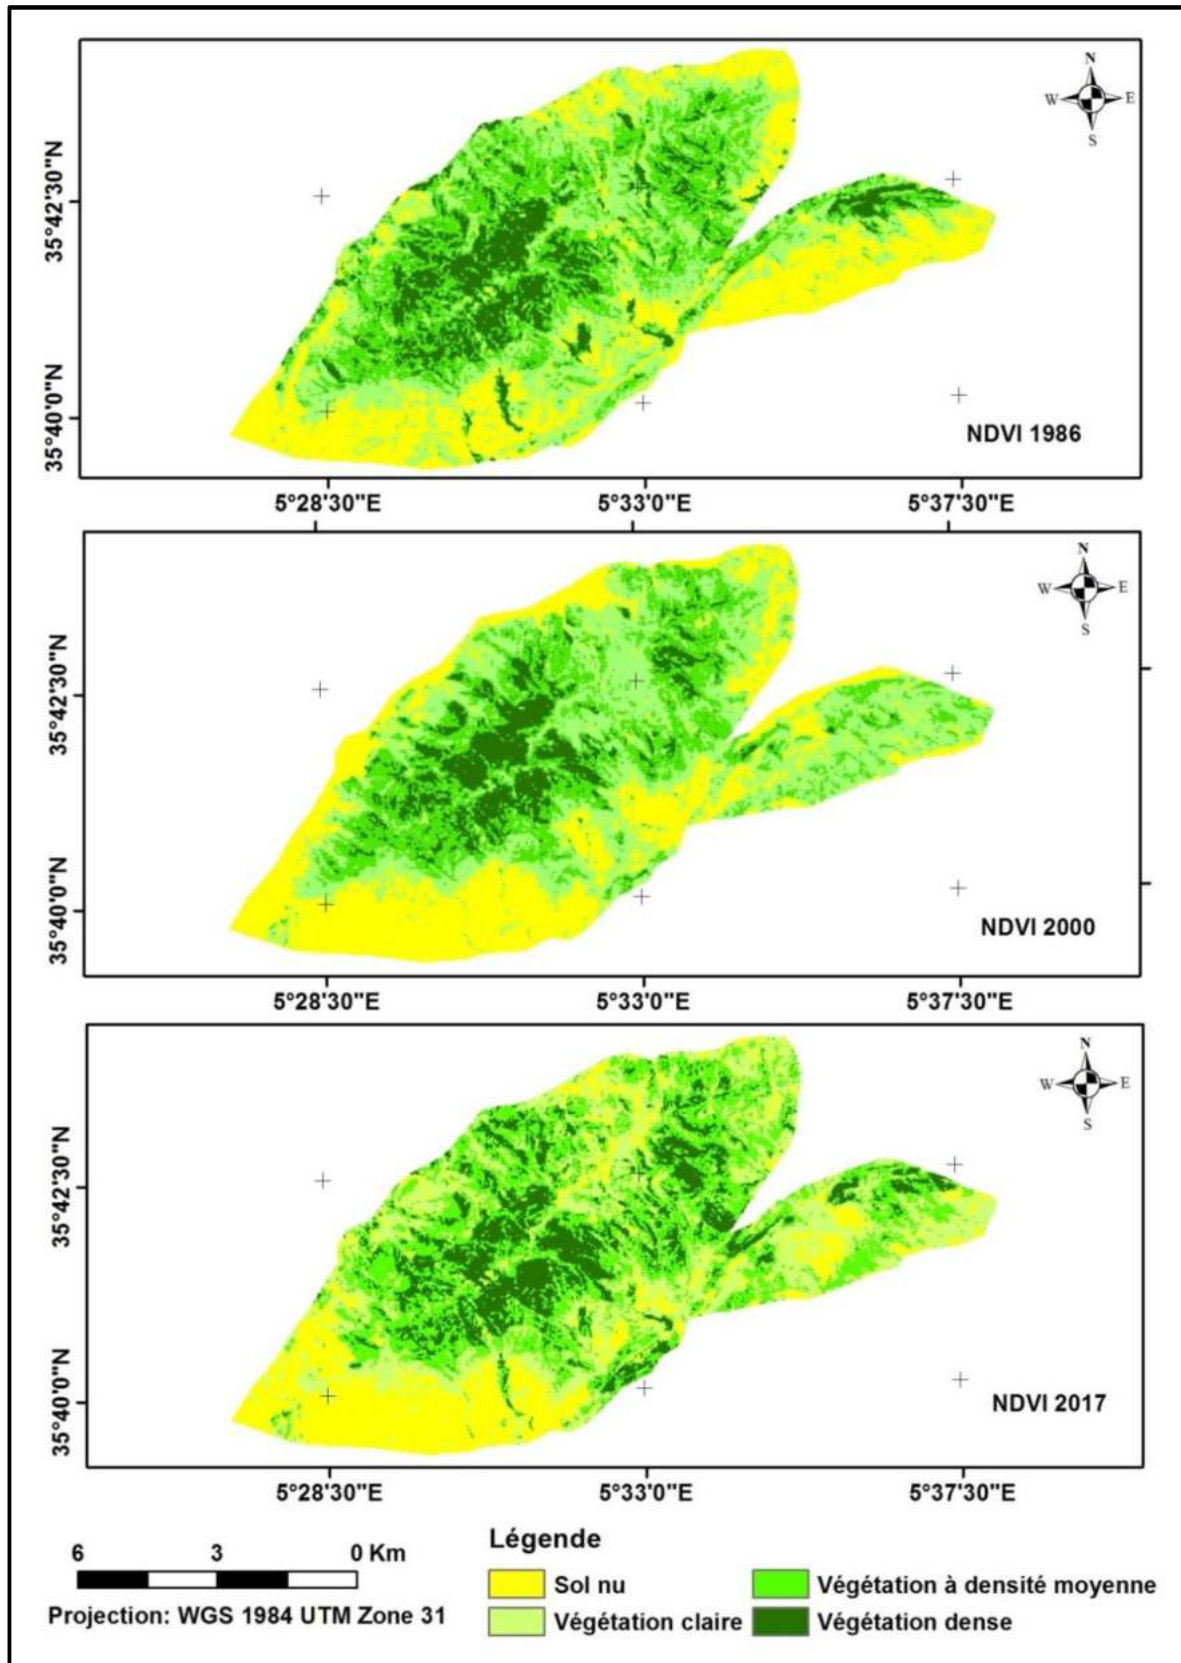 N
W E
S
35°42'30"N
35°40'0"N
NDVI 1986
5°28'30"E 5°33'0"E 5°37'30"E
N
W E
S
35°42'30"N
35°40'0"N
NDVI 2000
5°28'30"E 5°33'0"E 5°37'30"E
N
W E
S
35°42'30"N
35°40'0"N
NDVI 2017
5°28'30"E 5°33'0"E 5°37'30"E
6 3 0 Km
Projection: WGS 1984 UTM Zone 31
Légende
Sol nu
Végétation à densité moyenne
Végétation claire
Végétation dense